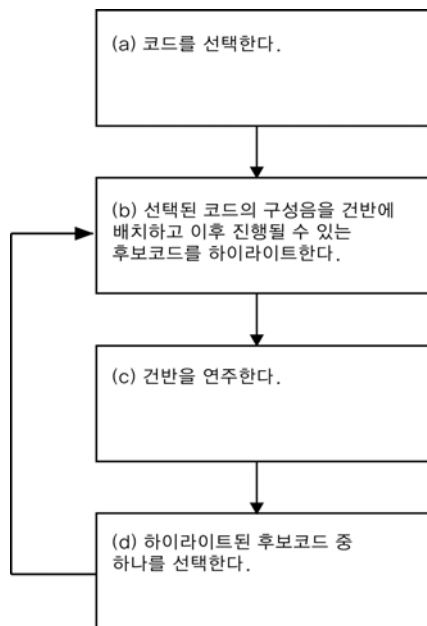 (a) 코드를 선택한다.
(b) 선택된 코드의 구성음을 건반에
배치하고 이후 진행될 수 있는
후보코드를 하이라이트한다.
(c) 건반을 연주한다.
(d) 하이라이트된 후보코드 중
하나를 선택한다.